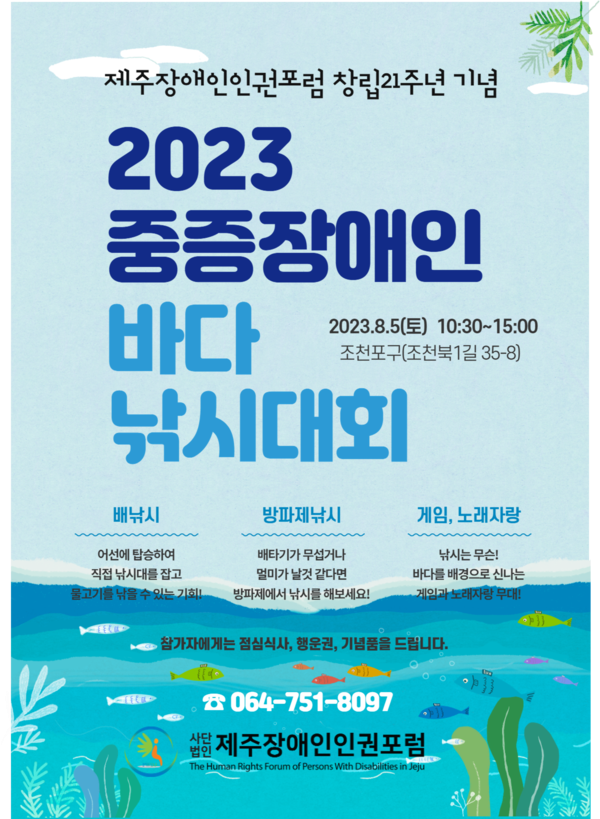 제주장애인인권포럼 창립21주년 기념
2023
중증장애인
바다
낚시대회
2023.8.5(토) 10:30~15:00
조천포구(조천북1길 35-8)
배낚시
어선에 탑승하여
직접 낚시대를 잡고
물고기를 낚을 수 있는 기회!
방파제낚시
배타기가 무섭거나
멀미가 날것 같다면
방파제에서 낚시를 해보세요!
게임, 노래자랑
낚시는 무슨!
바다를 배경으로 신나는
게임과 노래자랑 무대!
참가자에게는 점심식사, 행운권, 기념품을 드립니다.
☎ 064-751-8097
사단법인 제주장애인인권포럼
The Human Rights Forum of Persons With Disabilities in Jeju